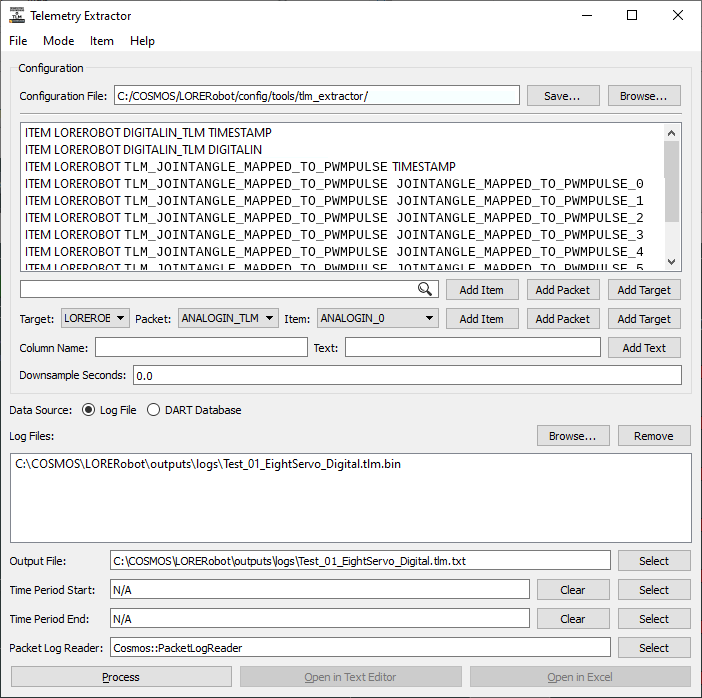 Telemetry Extractor
File Mode Item Help
Configuration
Configuration File: C:/COSMOS/LORERobot/config/tools/tlm_extractor/ Save... Browse...
ITEM LOREROBOT DIGITALIN_TLM TIMESTAMP
ITEM LOREROBOT DIGITALIN_TLM DIGITALIN
ITEM LOREROBOT TLM_JOINTANGLE_MAPPED_TO_PWMPULSE TIMESTAMP
ITEM LOREROBOT TLM_JOINTANGLE_MAPPED_TO_PWMPULSE JOINTANGLE_MAPPED_TO_PWMPULSE_0
ITEM LOREROBOT TLM_JOINTANGLE_MAPPED_TO_PWMPULSE JOINTANGLE_MAPPED_TO_PWMPULSE_1
ITEM LOREROBOT TLM_JOINTANGLE_MAPPED_TO_PWMPULSE JOINTANGLE_MAPPED_TO_PWMPULSE_2
ITEM LOREROBOT TLM_JOINTANGLE_MAPPED_TO_PWMPULSE JOINTANGLE_MAPPED_TO_PWMPULSE_3
ITEM LOREROBOT TLM_JOINTANGLE_MAPPED_TO_PWMPULSE JOINTANGLE_MAPPED_TO_PWMPULSE_4
ITEM LOREROBOT TLM_JOINTANGLE_MAPPED_TO_PWMPULSE JOINTANGLE_MAPPED_TO_PWMPULSE_5
Add Item Add Packet Add Target
Target: LOREROE Packet: ANALOGIN_TLM Item: ANALOGIN_0 Add Item Add Packet Add Target
Column Name: Text: Add Text
Downsample Seconds: 0.0
Data Source: Log File DART Database
Log Files: Browse... Remove
C:\COSMOS\LORERobot\outputs\logs\Test_01_EightServo_Digital.tlm.bin
Output File: C:\COSMOS\LORERobot\outputs\logs\Test_01_EightServo_Digital.tlm.txt Select
Time Period Start: N/A Clear Select
Time Period End: N/A Clear Select
Packet Log Reader: Cosmos::PacketLogReader Select
Process Open in Text Editor Open in Excel